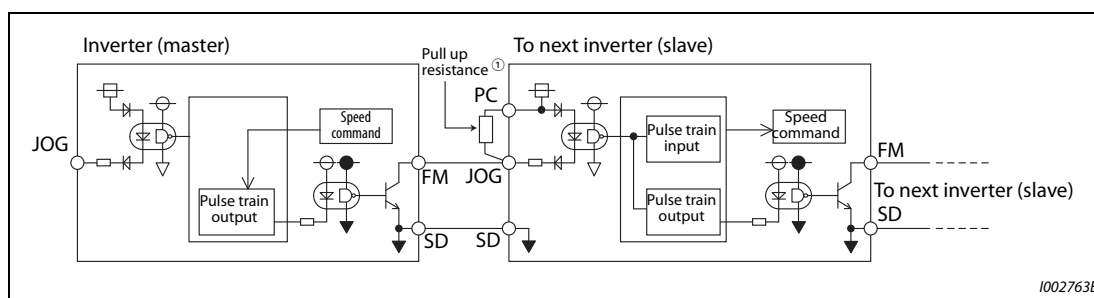 Inverter (master)
JOG
Speed
command
Pulse train
output
FM
SD
Pull up
resistance ①
To next inverter (slave)
PC
JOG
SD
Pulse train
input
Pulse train
output
Speed
command
FM
To next inverter (slave)
SD
I002763E